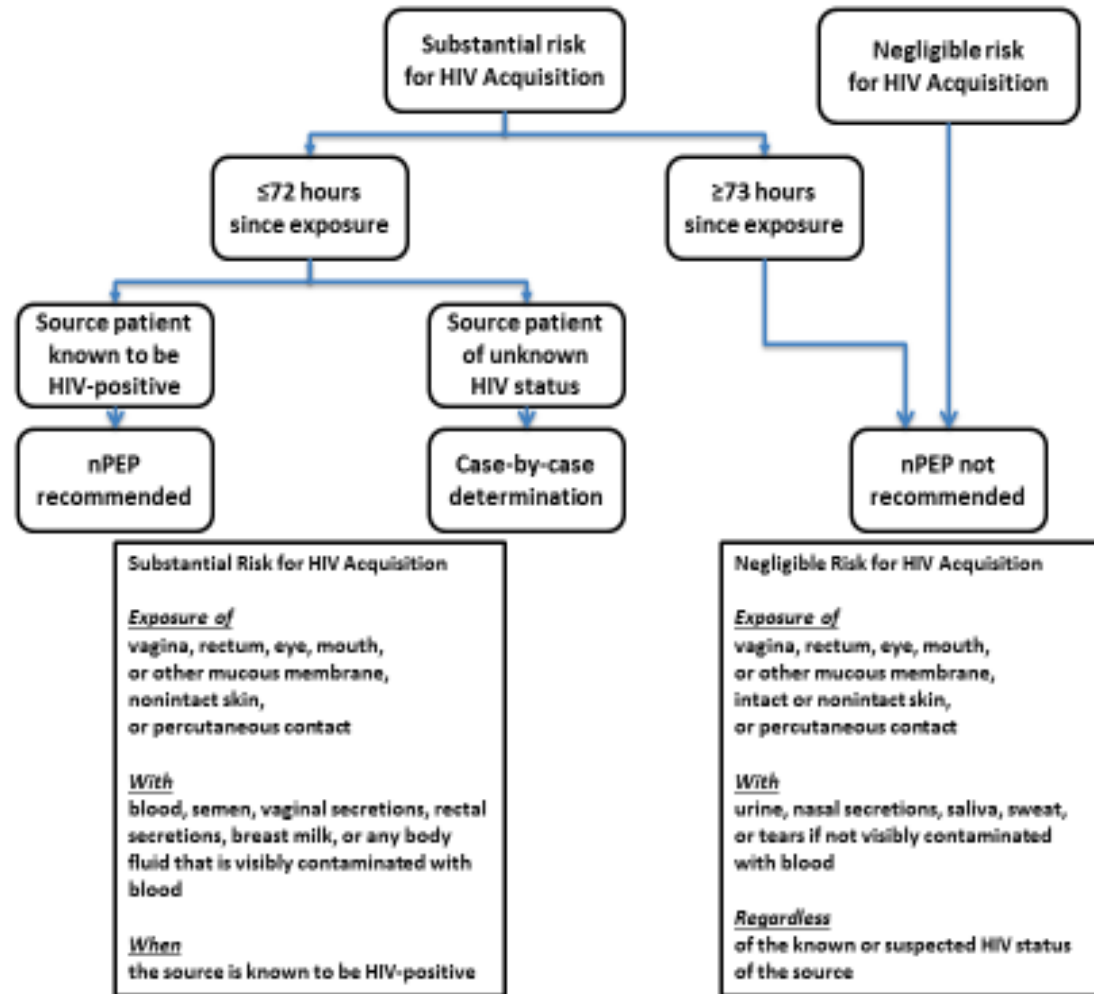 Substantial risk
for HIV Acquisition
Negligible risk
for HIV Acquisition
≤72 hours
since exposure
≥73 hours
since exposure
Source patient
known to be
HIV-positive
Source patient
of unknown
HIV status
nPEP
recommended
Case-by-case
determination
nPEP not
recommended
Substantial Risk for HIV Acquisition
Exposure of
vagina, rectum, eye, mouth,
or other mucous membrane,
nonintact skin,
or percutaneous contact
With
blood, semen, vaginal secretions, rectal
secretions, breast milk, or any body
fluid that is visibly contaminated with
blood
When
the source is known to be HIV-positive
Negligible Risk for HIV Acquisition
Exposure of
vagina, rectum, eye, mouth,
or other mucous membrane,
intact or nonintact skin,
or percutaneous contact
With
urine, nasal secretions, saliva, sweat,
or tears if not visibly contaminated
with blood
Regardless
of the known or suspected HIV status
of the source